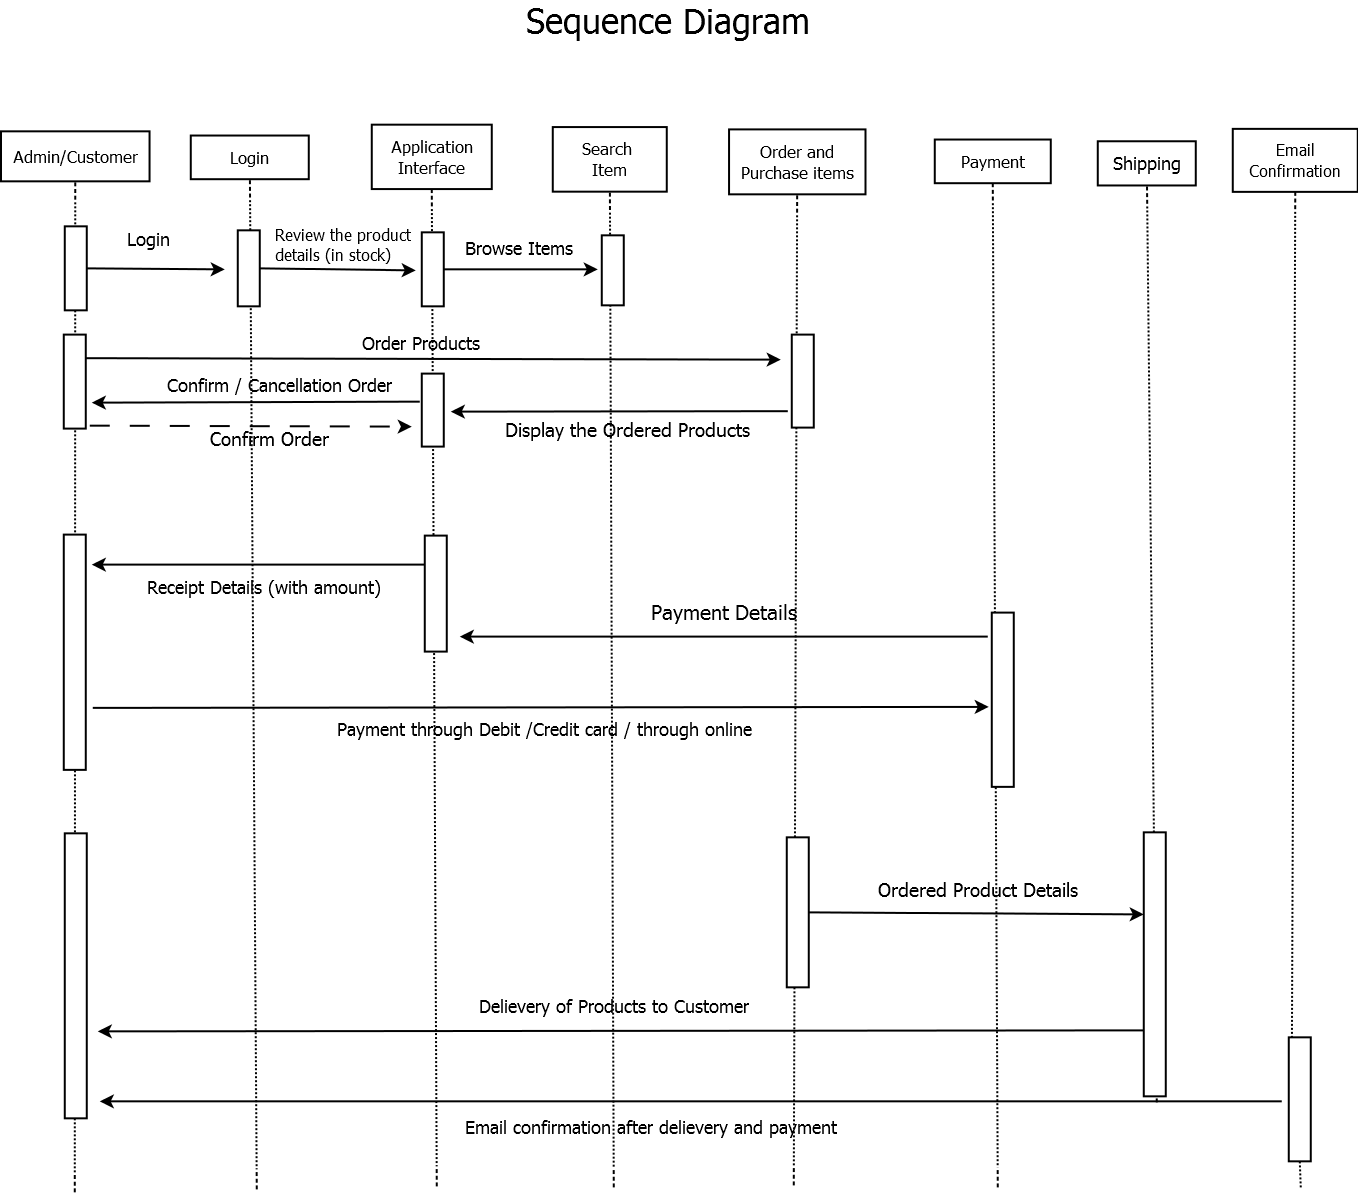 Sequence Diagram
Admin/Customer
Login
Application
Interface
Search
Item
Order and
Purchase items
Payment
Shipping
Email
Confirmation
Login
Review the product
details (in stock)
Browse Items
Order Products
Confirm / Cancellation Order
Display the Ordered Products
Confirm Order
Receipt Details (with amount)
Payment Details
Payment through Debit /Credit card / through online
Ordered Product Details
Delievery of Products to Customer
Email confirmation after delievery and payment